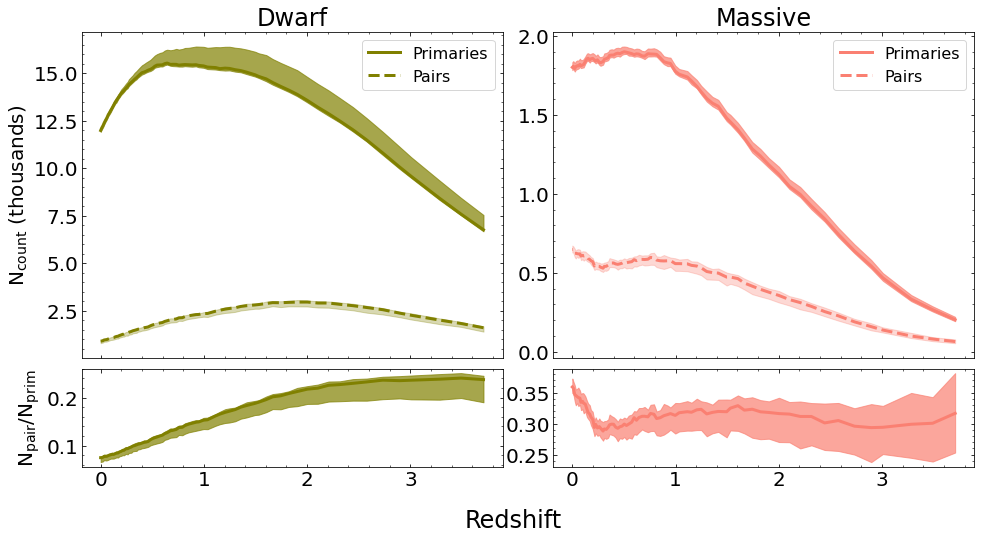 Dwarf
Massive
N_count (thousands)
15.0
12.5
10.0
7.5
5.0
2.5
Primaries
Pairs
2.0
1.5
1.0
0.5
0.0
Primaries
Pairs
N_pair/N_prim
0.2
0.1
0 1 2 3
0.35
0.30
0.25
0 1 2 3
Redshift